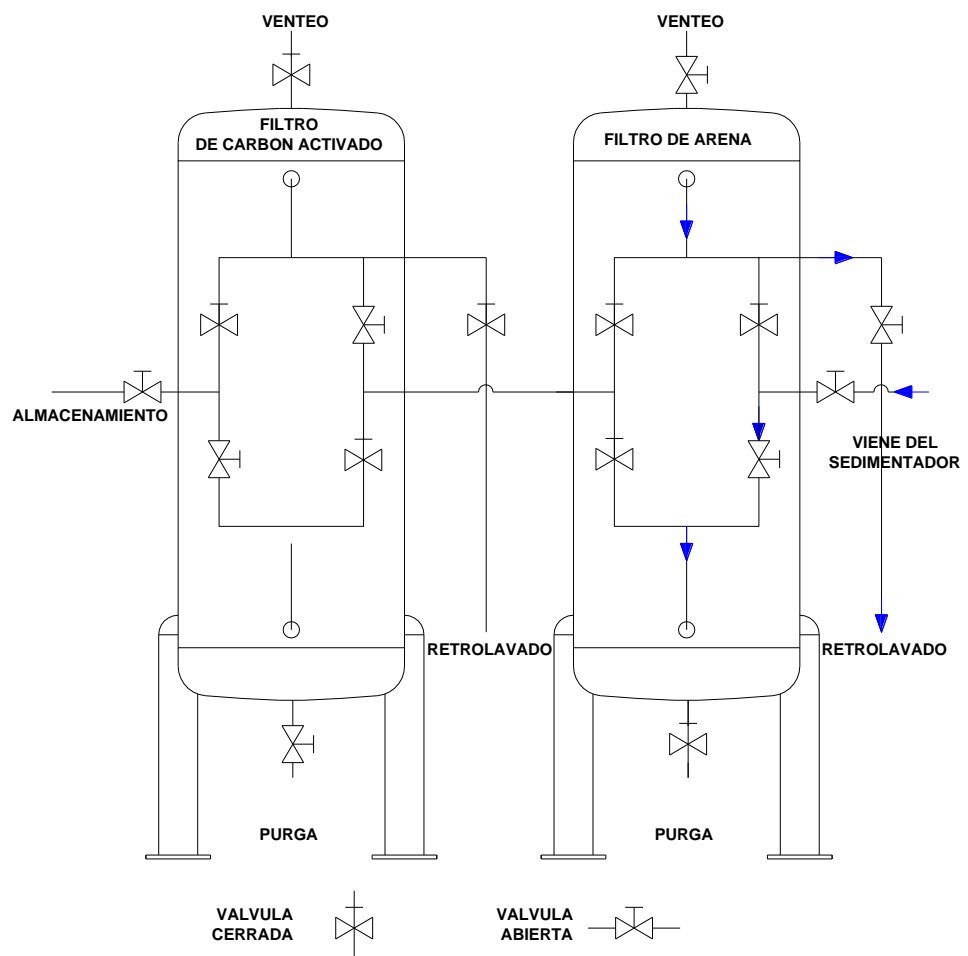 VENTEO
VENTEO
FILTRO
DE CARBON ACTIVADO
FILTRO DE ARENA
ALMACENAMIENTO
VIENE DEL
SEDIMENTADOR
RETROLAVADO
RETROLAVADO
PURGA
PURGA
VALVULA
CERRADA
VALVULA
ABIERTA